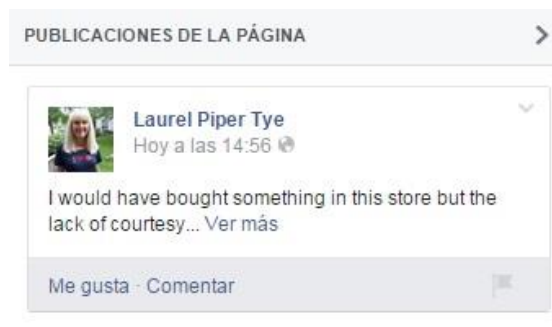 PUBLICACIONES DE LA PÁGINA
Laurel Piper Tye
Hoy a las 14:56
I would have bought something in this store but the
lack of courtesy... Ver más
Me gusta · Comentar